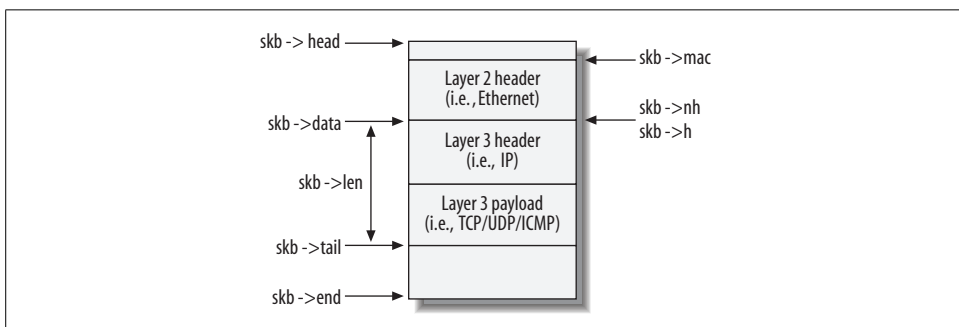 skb -> head
skb ->mac
Layer 2 header
(i.e., Ethernet)
skb ->data
skb ->nh
skb ->h
Layer 3 header
(i.e., IP)
skb ->len
Layer 3 payload
(i.e., TCP/UDP/ICMP)
skb ->tail
skb ->end